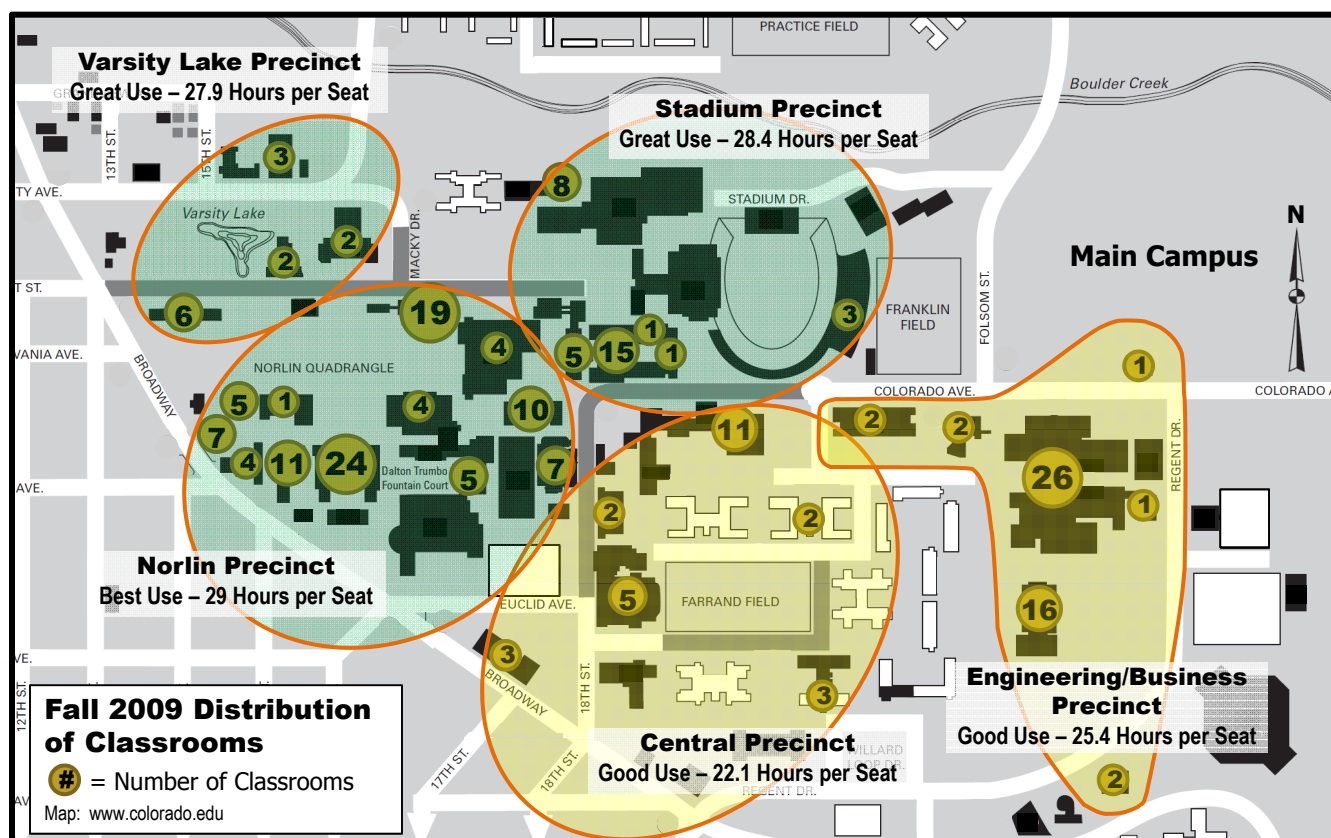 PRACTICE FIELD
Varsity Lake Precinct
Great Use – 27.9 Hours per Seat
Boulder Creek
Stadium Precinct
Great Use – 28.4 Hours per Seat
13TH ST.
15TH ST.
3
8
TY AVE.
STADIUM DR.
Varsity Lake
MACKY DR.
2
2
N
Main Campus
T ST.
6
19
1
3
FRANKLIN
FIELD
FOLSOM ST.
VANIA AVE.
BROADWAY
NORLIN QUADRANGLE
4
5
15
1
1
COLORADO AVE.
COLORADO A
5
1
4
10
11
2
2
REGENT DR.
7
4
11
24
Dalton Trumbo
Fountain Court
5
7
26
AVE.
2
2
1
Norlin Precinct
Best Use – 29 Hours per Seat
EUCLID AVE.
5
FARRAND FIELD
16
3
BROADWAY
18TH ST.
VE.
12TH ST.
3
Engineering/Business
Precinct
Good Use – 25.4 Hours per Seat
Fall 2009 Distribution
of Classrooms
# = Number of Classrooms
Map: www.colorado.edu
Central Precinct
Good Use – 22.1 Hours per Seat
WILLARD
LOOP DR.
17TH ST.
18TH ST.
REGENT DR.
2
AV